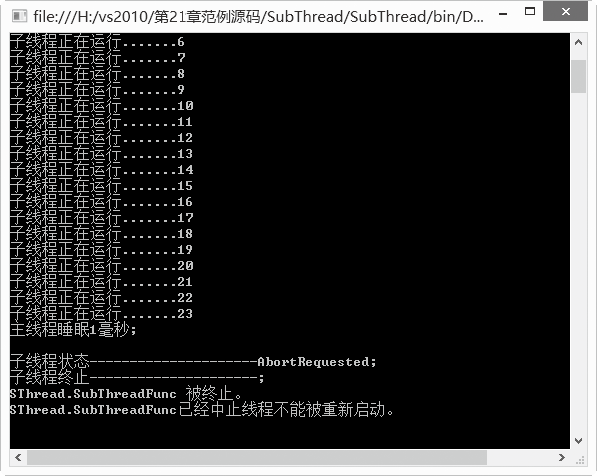 file:///H:/vs2010/第21章范例源码/SubThread/SubThread/bin/D...
子线程正在运行.......6
子线程正在运行.......7
子线程正在运行.......8
子线程正在运行.......9
子线程正在运行.......10
子线程正在运行.......11
子线程正在运行.......12
子线程正在运行.......13
子线程正在运行.......14
子线程正在运行.......15
子线程正在运行.......16
子线程正在运行.......17
子线程正在运行.......18
子线程正在运行.......19
子线程正在运行.......20
子线程正在运行.......21
子线程正在运行.......22
子线程正在运行.......23
主线程睡眠1毫秒;
子线程状态---------------------AbortRequested;
子线程终止---------------------;
SThread.SubThreadFunc 被终止。
SThread.SubThreadFunc已经中止线程不能被重新启动。